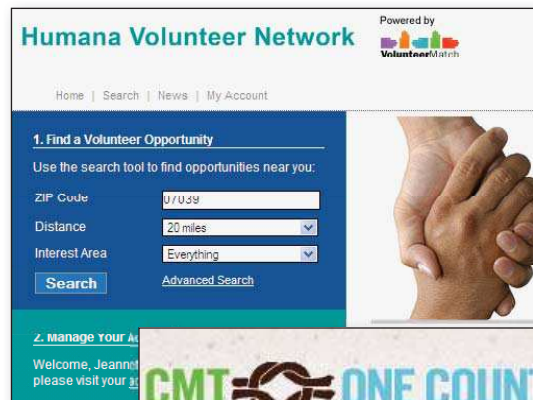 Humana Volunteer Network
Powered by
VolunteerMatch
Home | Search | News | My Account
1. Find a Volunteer Opportunity
Use the search tool to find opportunities near you:
ZIP Code 07039
Distance 20 miles
Interest Area Everything
Search Advanced Search
2. Manage Your
Welcome,
please visit your
CMT ONE